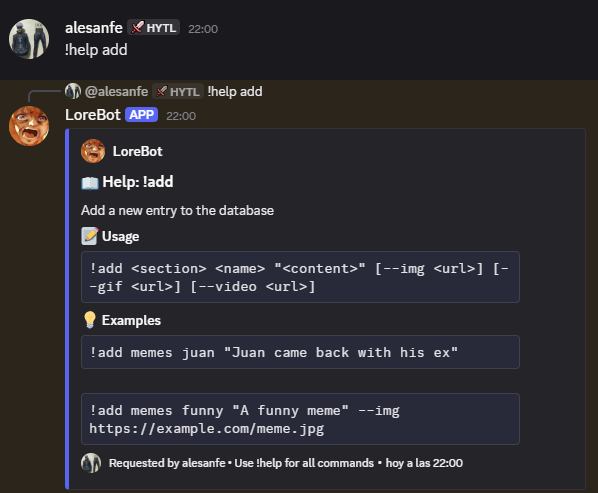 alesanfe HYTL 22:00
!help add
@alesanfe HYTL !help add
LoreBot APP 22:00
LoreBot
Help: !add
Add a new entry to the database
Usage
!add <section> <name> "<content>" [--img <url>] [-
-gif <url>] [--video <url>]
Examples
!add memes juan "Juan came back with his ex"
!add memes funny "A funny meme" --img
https://example.com/meme.jpg
Requested by alesanfe • Use !help for all commands • hoy a las 22:00